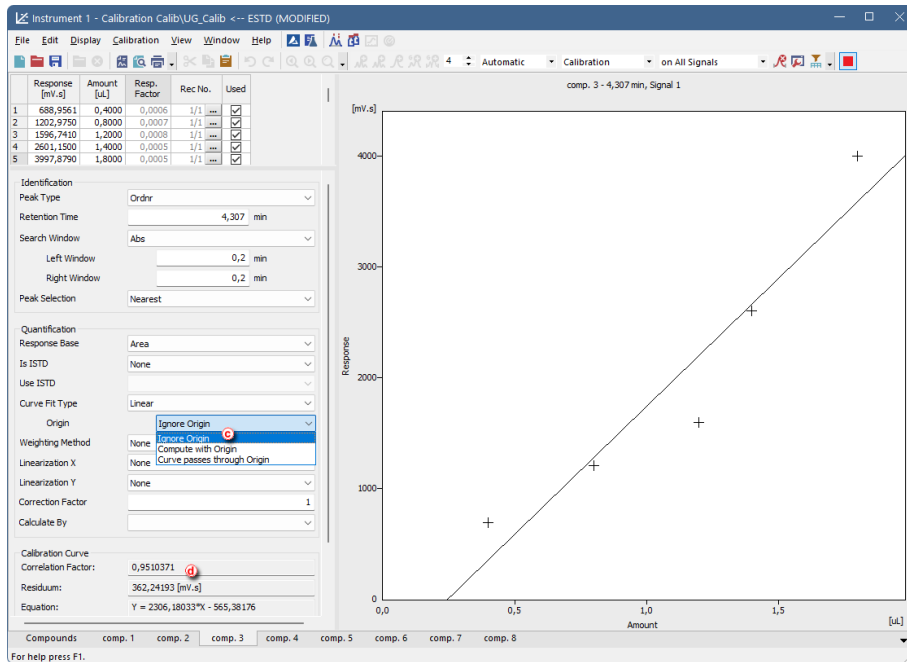 Instrument 1 - Calibration Calib\UG_Calib <-- ESTD (MODIFIED)
File Edit Display Calibration View Window Help
4 Automatic Calibration on All Signals
Response [mV.s] Amount [uL] Resp. Factor Rec No. Used
1 688,9561 0,4000 0,0006 1/1 ...
2 1202,9750 0,8000 0,0007 1/1 ...
3 1596,7410 1,2000 0,0008 1/1 ...
4 2601,1500 1,4000 0,0005 1/1 ...
5 3997,8790 1,8000 0,0005 1/1 ...
Identification
Peak Type Ordnr
Retention Time 4,307 min
Search Window Abs
Left Window 0,2 min
Right Window 0,2 min
Peak Selection Nearest
Quantification
Response Base Area
Is ISTD None
Use ISTD
Curve Fit Type Linear
Origin Ignore Origin
Ignore Origin c
Compute with Origin
Curve passes through Origin
Weighting Method None
Linearization X None
Linearization Y None
Correction Factor 1
Calculate By
Calibration Curve
Correlation Factor: 0,9510371 d
Residuum: 362,24193 [mV.s]
Equation: Y = 2306,18033*X - 565,38176
comp. 3 - 4,307 min, Signal 1
[mV.s]
4000
3000
2000
1000
0
Response
0,0 0,5 1,0 1,5
Amount
[uL]
Compounds comp. 1 comp. 2 comp. 3 comp. 4 comp. 5 comp. 6 comp. 7 comp. 8
For help press F1.